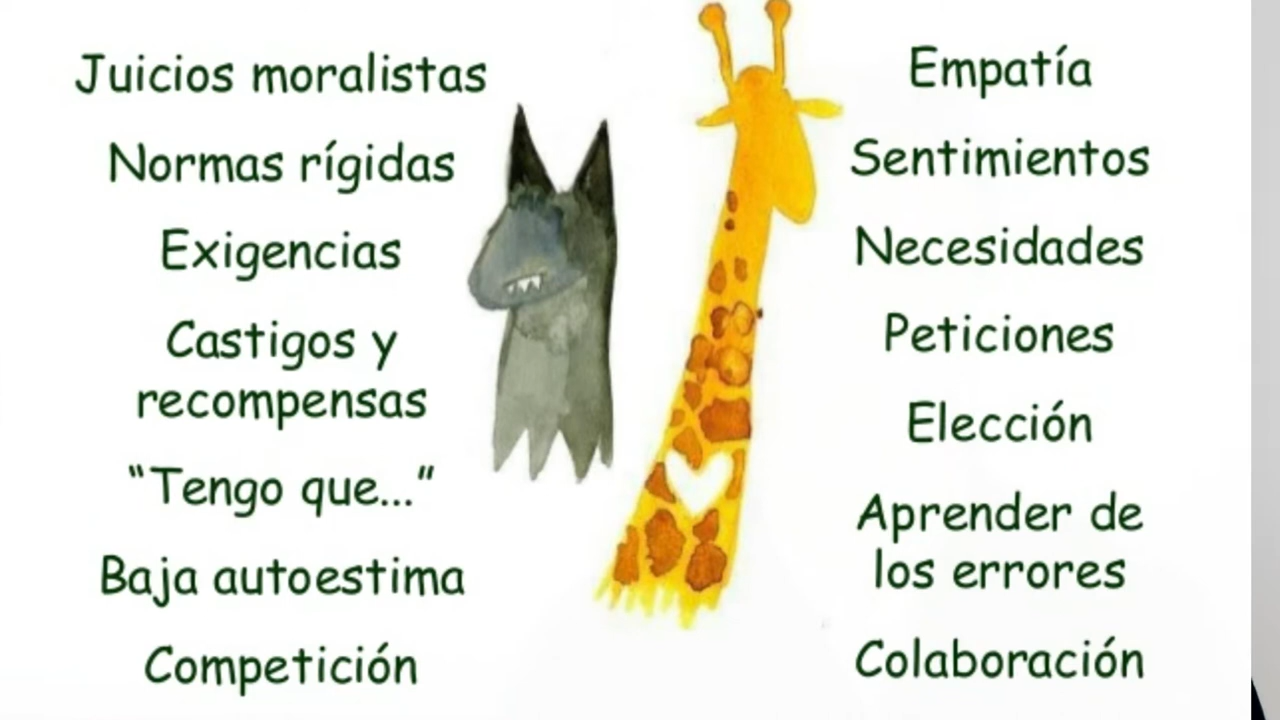 Juicios moralistas
Normas rígidas
Exigencias
Castigos y
recompensas
“Tengo que...”
Baja autoestima
Competición
Empatía
Sentimientos
Necesidades
Peticiones
Elección
Aprender de
los errores
Colaboración